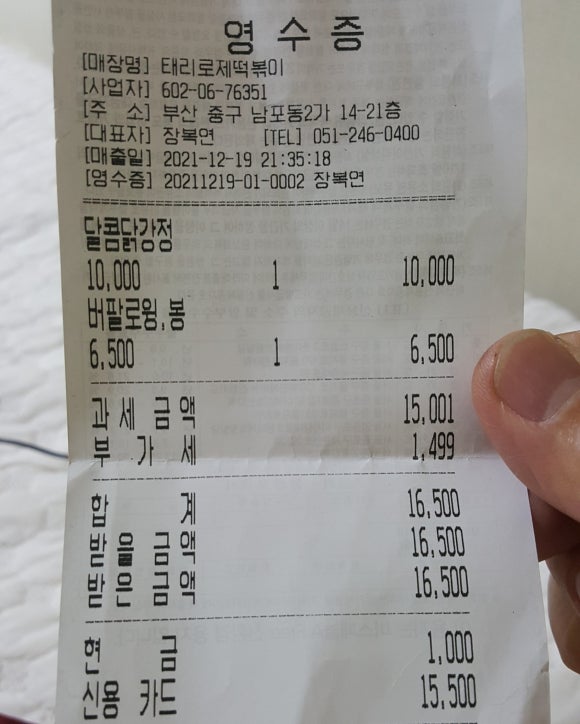 영 수 증
[매장명] 태리로제떡볶이
[사업자] 602-06-76351
[주 소] 부산 중구 남포동2가 14-21층
[대표자] 장복연 [TEL] 051-246-0400
[매출일] 2021-12-19 21:35:18
[영수증] 20211219-01-0002 장복연
달콤닭강정
10,000 1 10,000
버팔로윙,봉
6,500 1 6,500
과 세 금 액 15,001
부 가 세 1,499
합 계 16,500
받 을 금 액 16,500
받 은 금 액 16,500
현 금 1,000
신용 카드 15,500